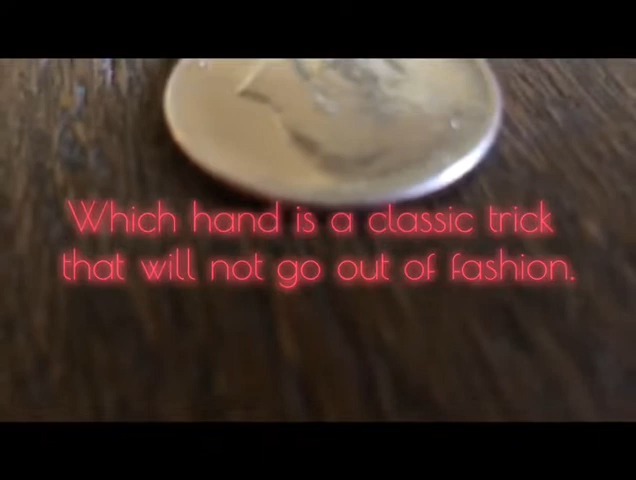 Which hand is a classic trick
that will not go out of fashion.